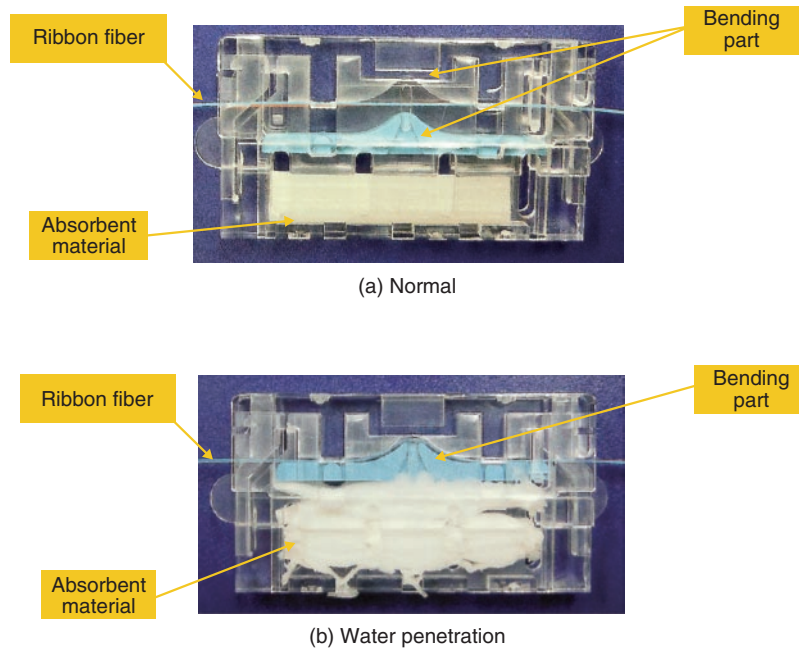 Ribbon fiber
Bending
part
Absorbent
material
(a) Normal
Ribbon fiber
Bending
part
Absorbent
material
(b) Water penetration